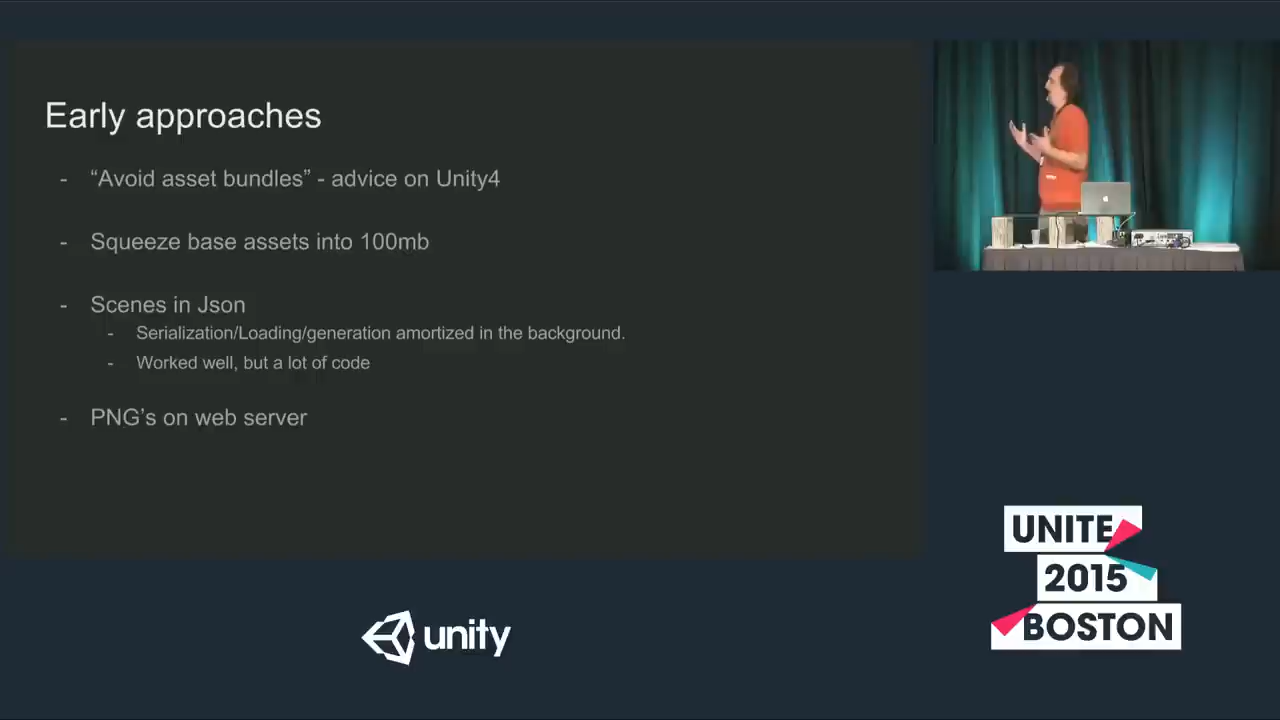 Early approaches
- “Avoid asset bundles” - advice on Unity4
- Squeeze base assets into 100mb
- Scenes in Json
- Serialization/Loading/generation amortized in the background.
- Worked well, but a lot of code
- PNG’s on web server
UNITE
2015
BOSTON
unity